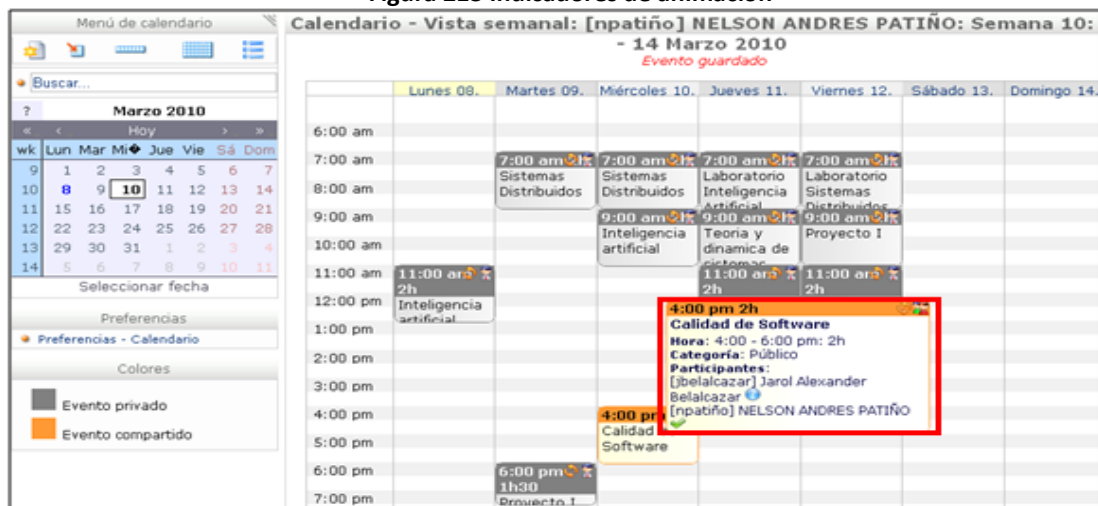 Menú de calendario
Buscar...
? Marzo 2010
« ‹ Hoy › »
wk Lun Mar Mi� Jue Vie Sá Dom
9 1 2 3 4 5 6 7
10 8 9 10 11 12 13 14
11 15 16 17 18 19 20 21
12 22 23 24 25 26 27 28
13 29 30 31 1 2 3 4
14 5 6 7 8 9 10 11
Seleccionar fecha
Preferencias
Preferencias - Calendario
Colores
Evento privado
Evento compartido
Calendario - Vista semanal: [npatiño] NELSON ANDRES PATIÑO: Semana 10:
- 14 Marzo 2010
Evento guardado
Lunes 08. Martes 09. Miércoles 10. Jueves 11. Viernes 12. Sábado 13. Domingo 14.
6:00 am
7:00 am
8:00 am
9:00 am
10:00 am
11:00 am
12:00 pm
1:00 pm
2:00 pm
3:00 pm
4:00 pm
5:00 pm
6:00 pm
7:00 pm
11:00 am
2h
Inteligencia
artificial
7:00 am
Sistemas
Distribuidos
6:00 pm
1h30
Proyecto I
7:00 am
Sistemas
Distribuidos
9:00 am
Inteligencia
artificial
4:00 pm
Calidad
Software
7:00 am
Laboratorio
Inteligencia
Artificial
9:00 am
Teoria y
dinamica de
sistemas
11:00 am
2h
7:00 am
Laboratorio
Sistemas
Distribuidos
9:00 am
Proyecto I
11:00 am
2h
4:00 pm 2h
Calidad de Software
Hora: 4:00 - 6:00 pm: 2h
Categoría: Público
Participantes:
[jbelalcazar] Jarol Alexander
Belalcazar
[npatiño] NELSON ANDRES PATIÑO